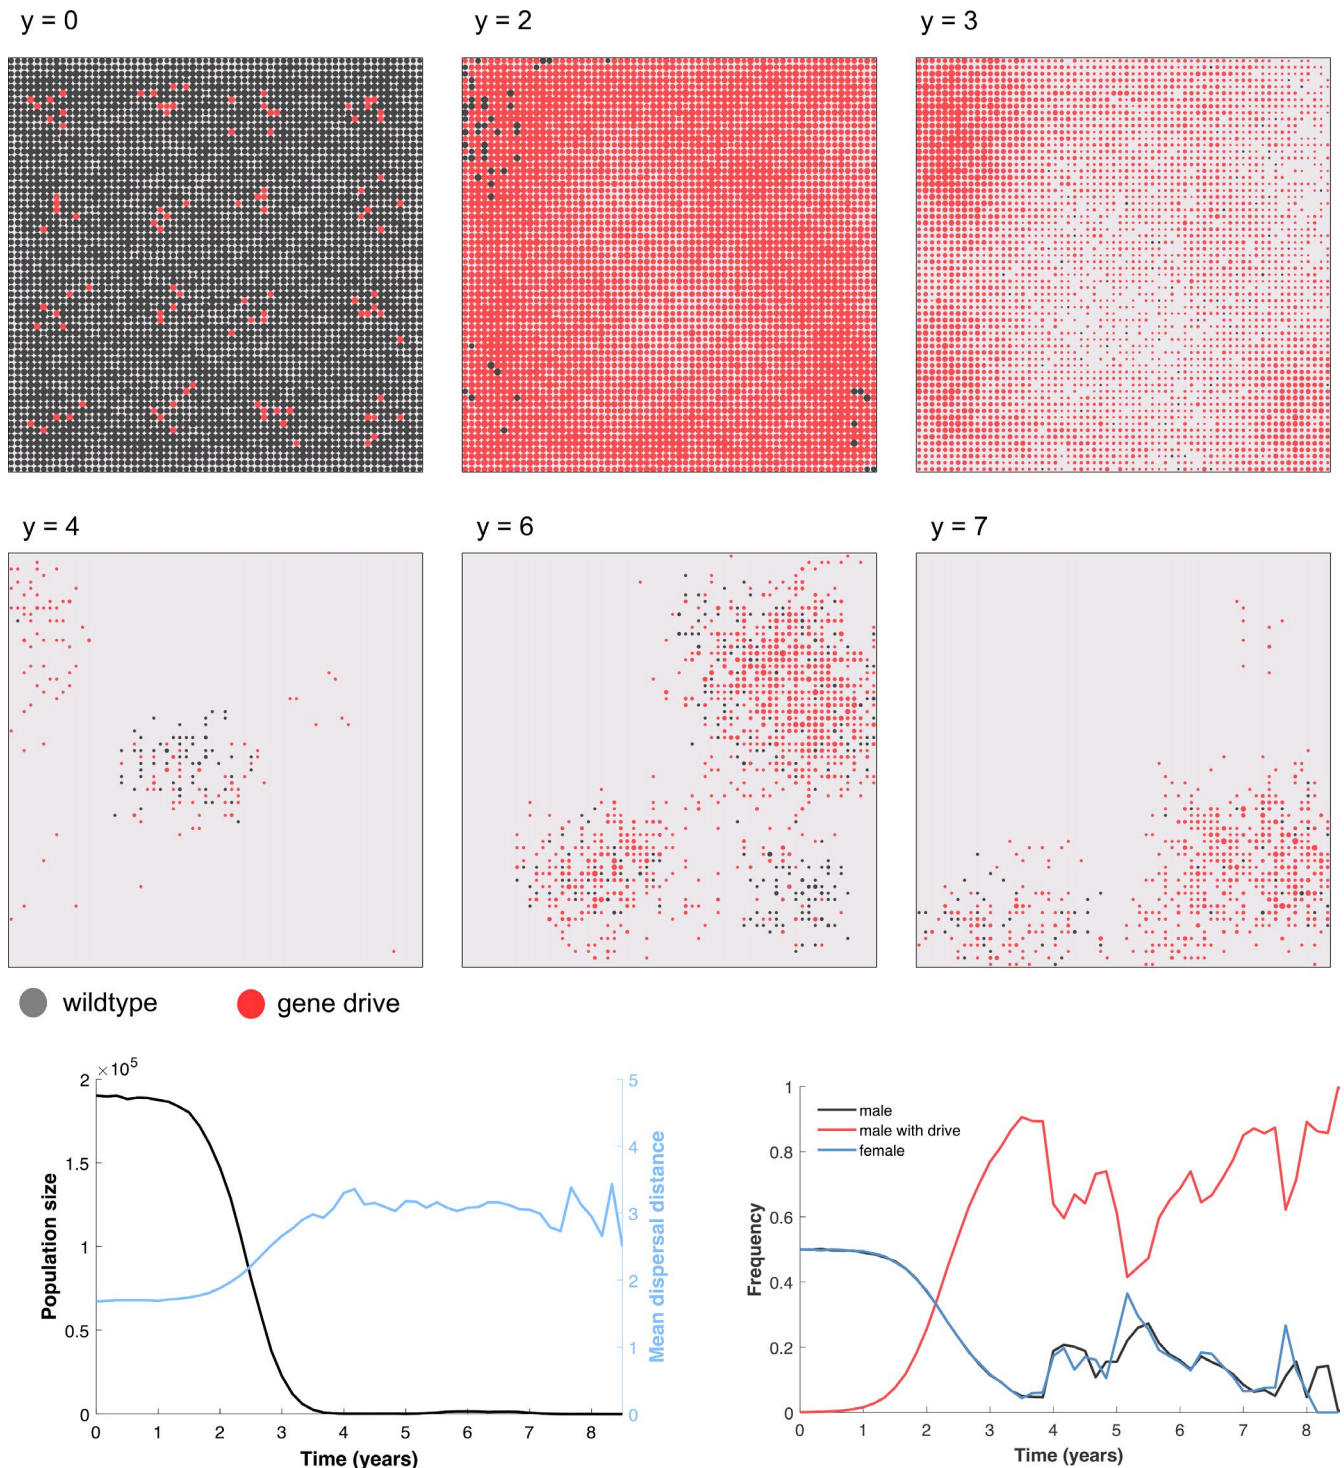 y = 0
y = 2
y = 3
y = 4
y = 6
y = 7
wildtype
gene drive
×10⁵
2
1.5
1
0.5
0
Population size
5
4
3
2
1
0
Mean dispersal distance
0 1 2 3 4 5 6 7 8
Time (years)
1
0.8
0.6
0.4
0.2
0
Frequency
male
male with drive
female
0 1 2 3 4 5 6 7 8
Time (years)